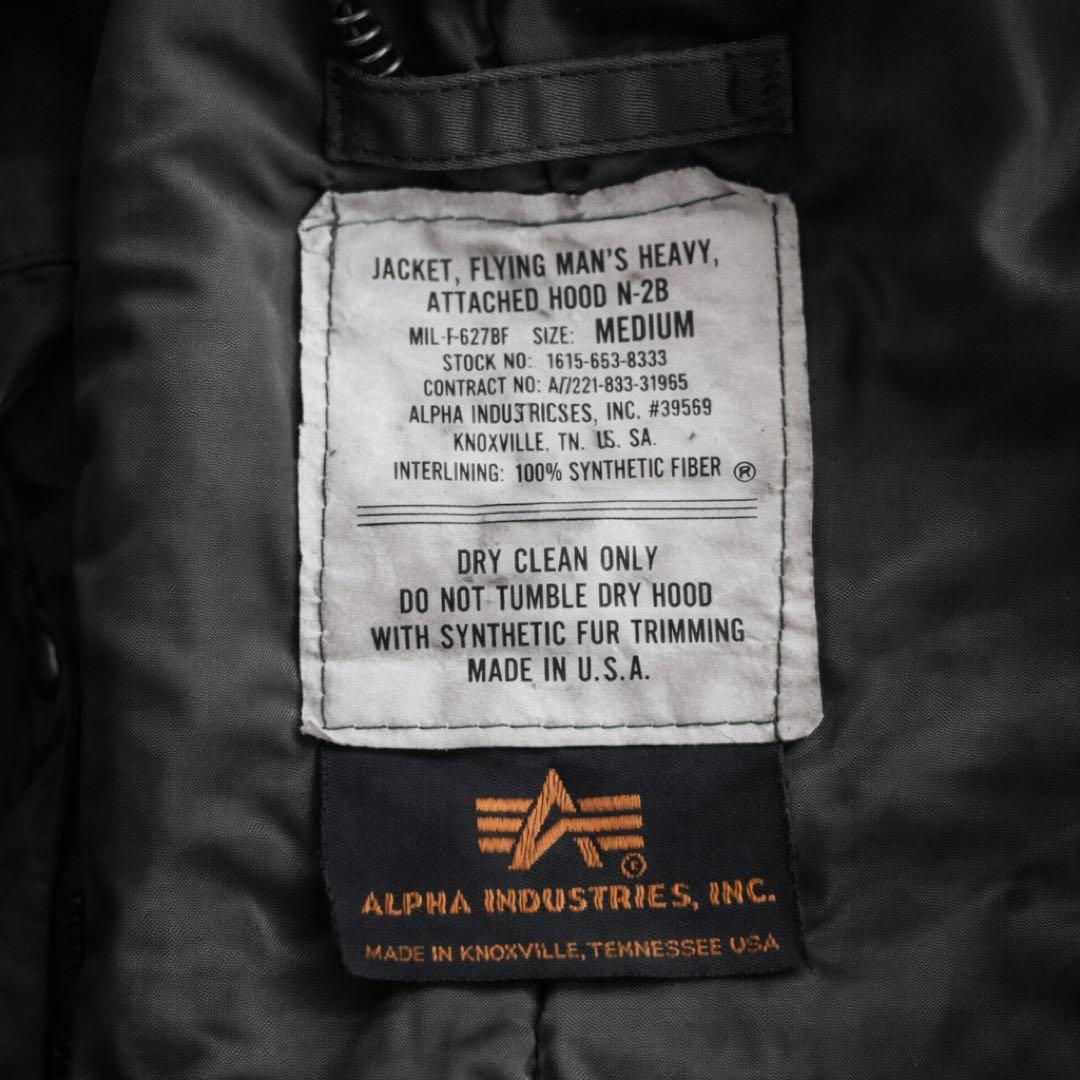 JACKET, FLYING MAN'S HEAVY,
ATTACHED HOOD N-2B
MIL-F-627BF SIZE: MEDIUM
STOCK NO: 1615-653-8333
CONTRACT NO: A/7221-833-31965
ALPHA INDUSTRICSES, INC. #39569
KNOXVILLE, TN. US. SA.
INTERLINING: 100% SYNTHETIC FIBER ®
DRY CLEAN ONLY
DO NOT TUMBLE DRY HOOD
WITH SYNTHETIC FUR TRIMMING
MADE IN U.S.A.
©
ALPHA INDUSTRIES, INC.
MADE IN KNOXVILLE, TEMNESSEE USA